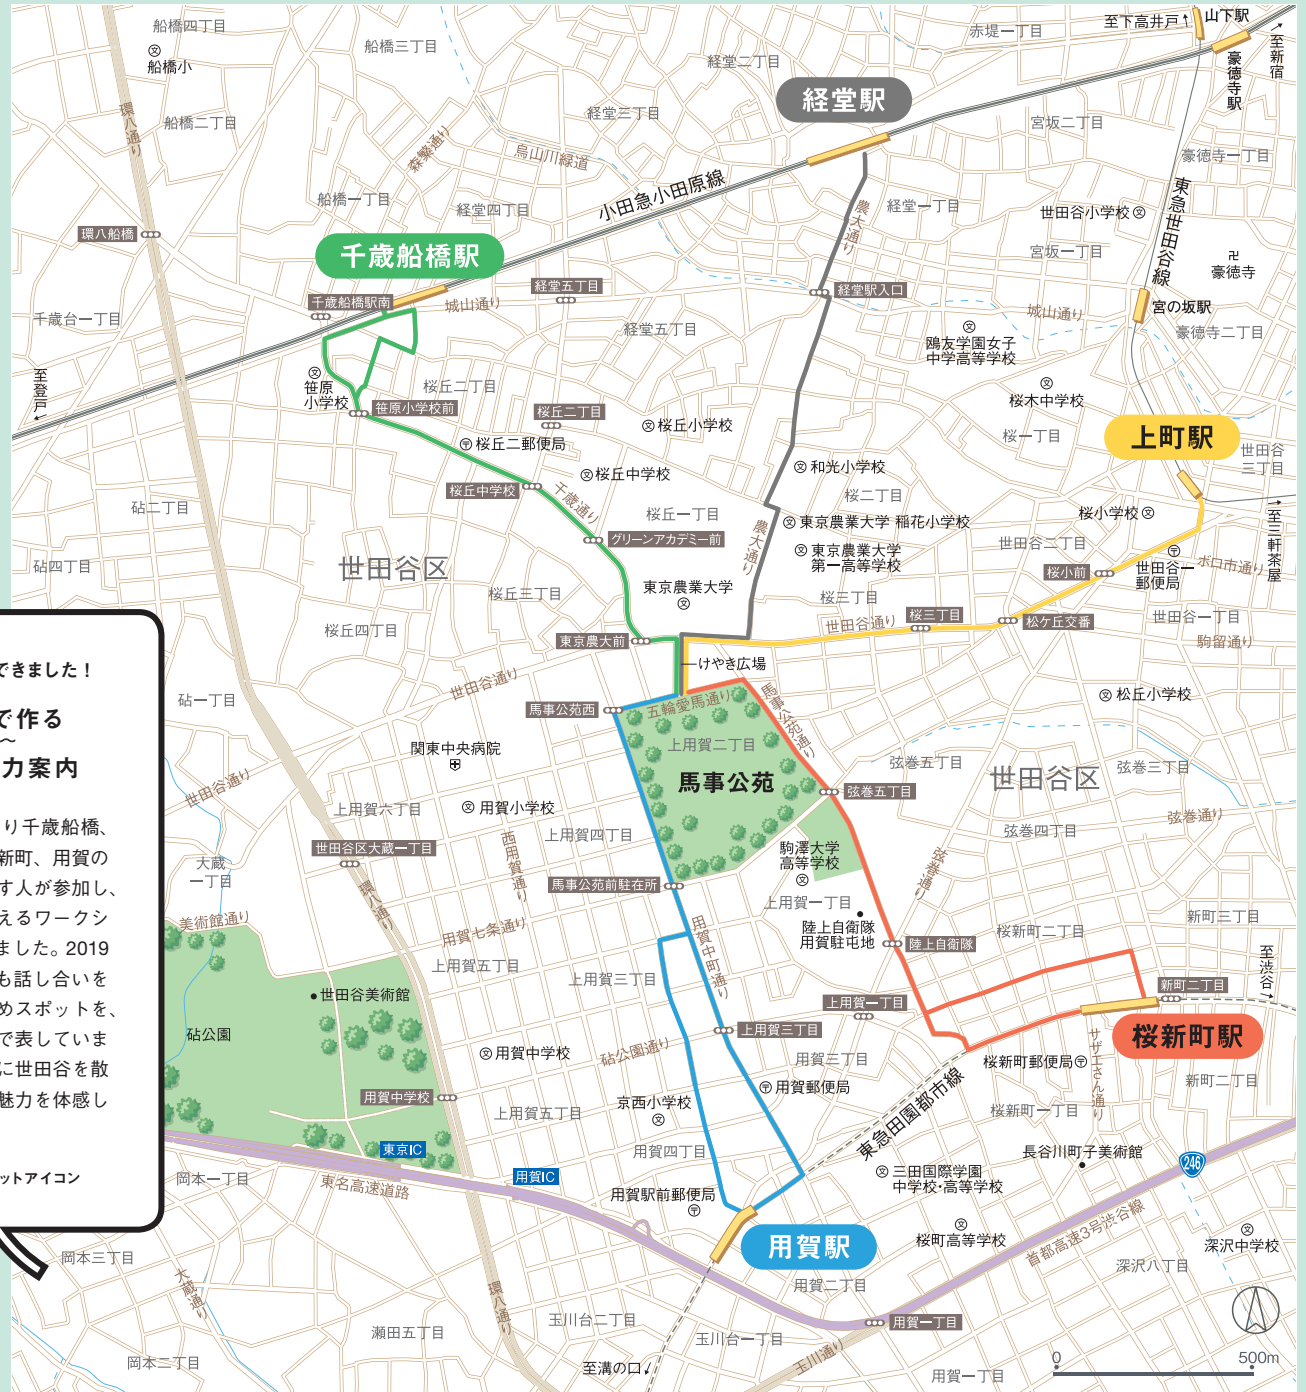 船橋四丁目
船橋小
船橋三丁目
経堂二丁目
赤堤一丁目
至下高井戸
山下駅
豪徳寺駅
至新宿
環八通り
船橋二丁目
森繁通り
経堂三丁目
経堂駅
烏山川緑道
宮坂二丁目
豪徳寺一丁目
船橋一丁目
経堂四丁目
小田急小田原線
農大通り
経堂一丁目
世田谷小学校
東急世田谷線
環八船橋
千歳船橋駅
宮坂一丁目
豪徳寺
千歳船橋駅南
城山通り
経堂五丁目
経堂駅入口
城山通り
宮の坂駅
千歳台一丁目
経堂五丁目
鷗友学園女子
中学高等学校
豪徳寺二丁目
至登戸
笹原
小学校
桜丘二丁目
笹原小学校前
桜丘二丁目
桜丘小学校
桜木中学校
桜丘二郵便局
桜一丁目
上町駅
世田谷
三丁目
桜丘中学校
桜丘中学校
千歳通り
和光小学校
桜二丁目
砧二丁目
桜丘一丁目
東京農業大学 稲花小学校
桜小学校
至三軒茶屋
グリーンアカデミー前
農大通り
東京農業大学
第一高等学校
世田谷二丁目
世田谷一
郵便局
ボロ市通り
砧四丁目
世田谷区
桜小前
桜丘三丁目
東京農業大学
桜三丁目
桜三丁目
世田谷通り
松ケ丘交番
世田谷一丁目
駒留通り
桜丘四丁目
東京農大前
けやき広場
できました！
世田谷通り
松丘小学校
砧一丁目
馬事公苑西
五輪愛馬通り
馬事公苑通り
で作る
〜
力案内
関東中央病院
上用賀二丁目
馬事公苑
弦巻五丁目
世田谷区
弦巻三丁目
世田谷通り
上用賀六丁目
用賀小学校
弦巻五丁目
弦巻通り
り千歳船橋、
新町、用賀の
す人が参加し、
えるワークシ
ました。2019
も話し合いを
めスポットを、
で表していま
に世田谷を散
魅力を体感し
ットアイコン
世田谷区大蔵一丁目
西用賀通り
上用賀四丁目
弦巻四丁目
大蔵
一丁目
環八通り
馬事公苑前駐在所
駒澤大学
高等学校
弦巻通り
上用賀一丁目
美術館通り
用賀七条通り
用賀中町通り
陸上自衛隊
用賀駐屯地
陸上自衛隊
桜新町二丁目
新町三丁目
至渋谷
上用賀五丁目
上用賀三丁目
世田谷美術館
上用賀一丁目
新町二丁目
砧公園
用賀中学校
砧公園通り
上用賀三丁目
用賀三丁目
桜新町駅
桜新町郵便局
サザエさん通り
用賀中学校
上用賀五丁目
京西小学校
用賀郵便局
東急田園都市線
桜新町一丁目
新町二丁目
東京IC
用賀四丁目
長谷川町子美術館
246
岡本一丁目
東名高速道路
用賀IC
用賀駅前郵便局
三田国際学園
中学校・高等学校
用賀駅
桜町高等学校
首都高速3号渋谷線
深沢中学校
岡本三丁目
大蔵通り
環八通り
用賀二丁目
深沢八丁目
瀬田五丁目
玉川台二丁目
用賀一丁目
玉川台一丁目
玉川通り
岡本二丁目
至溝の口
用賀一丁目
0
500m